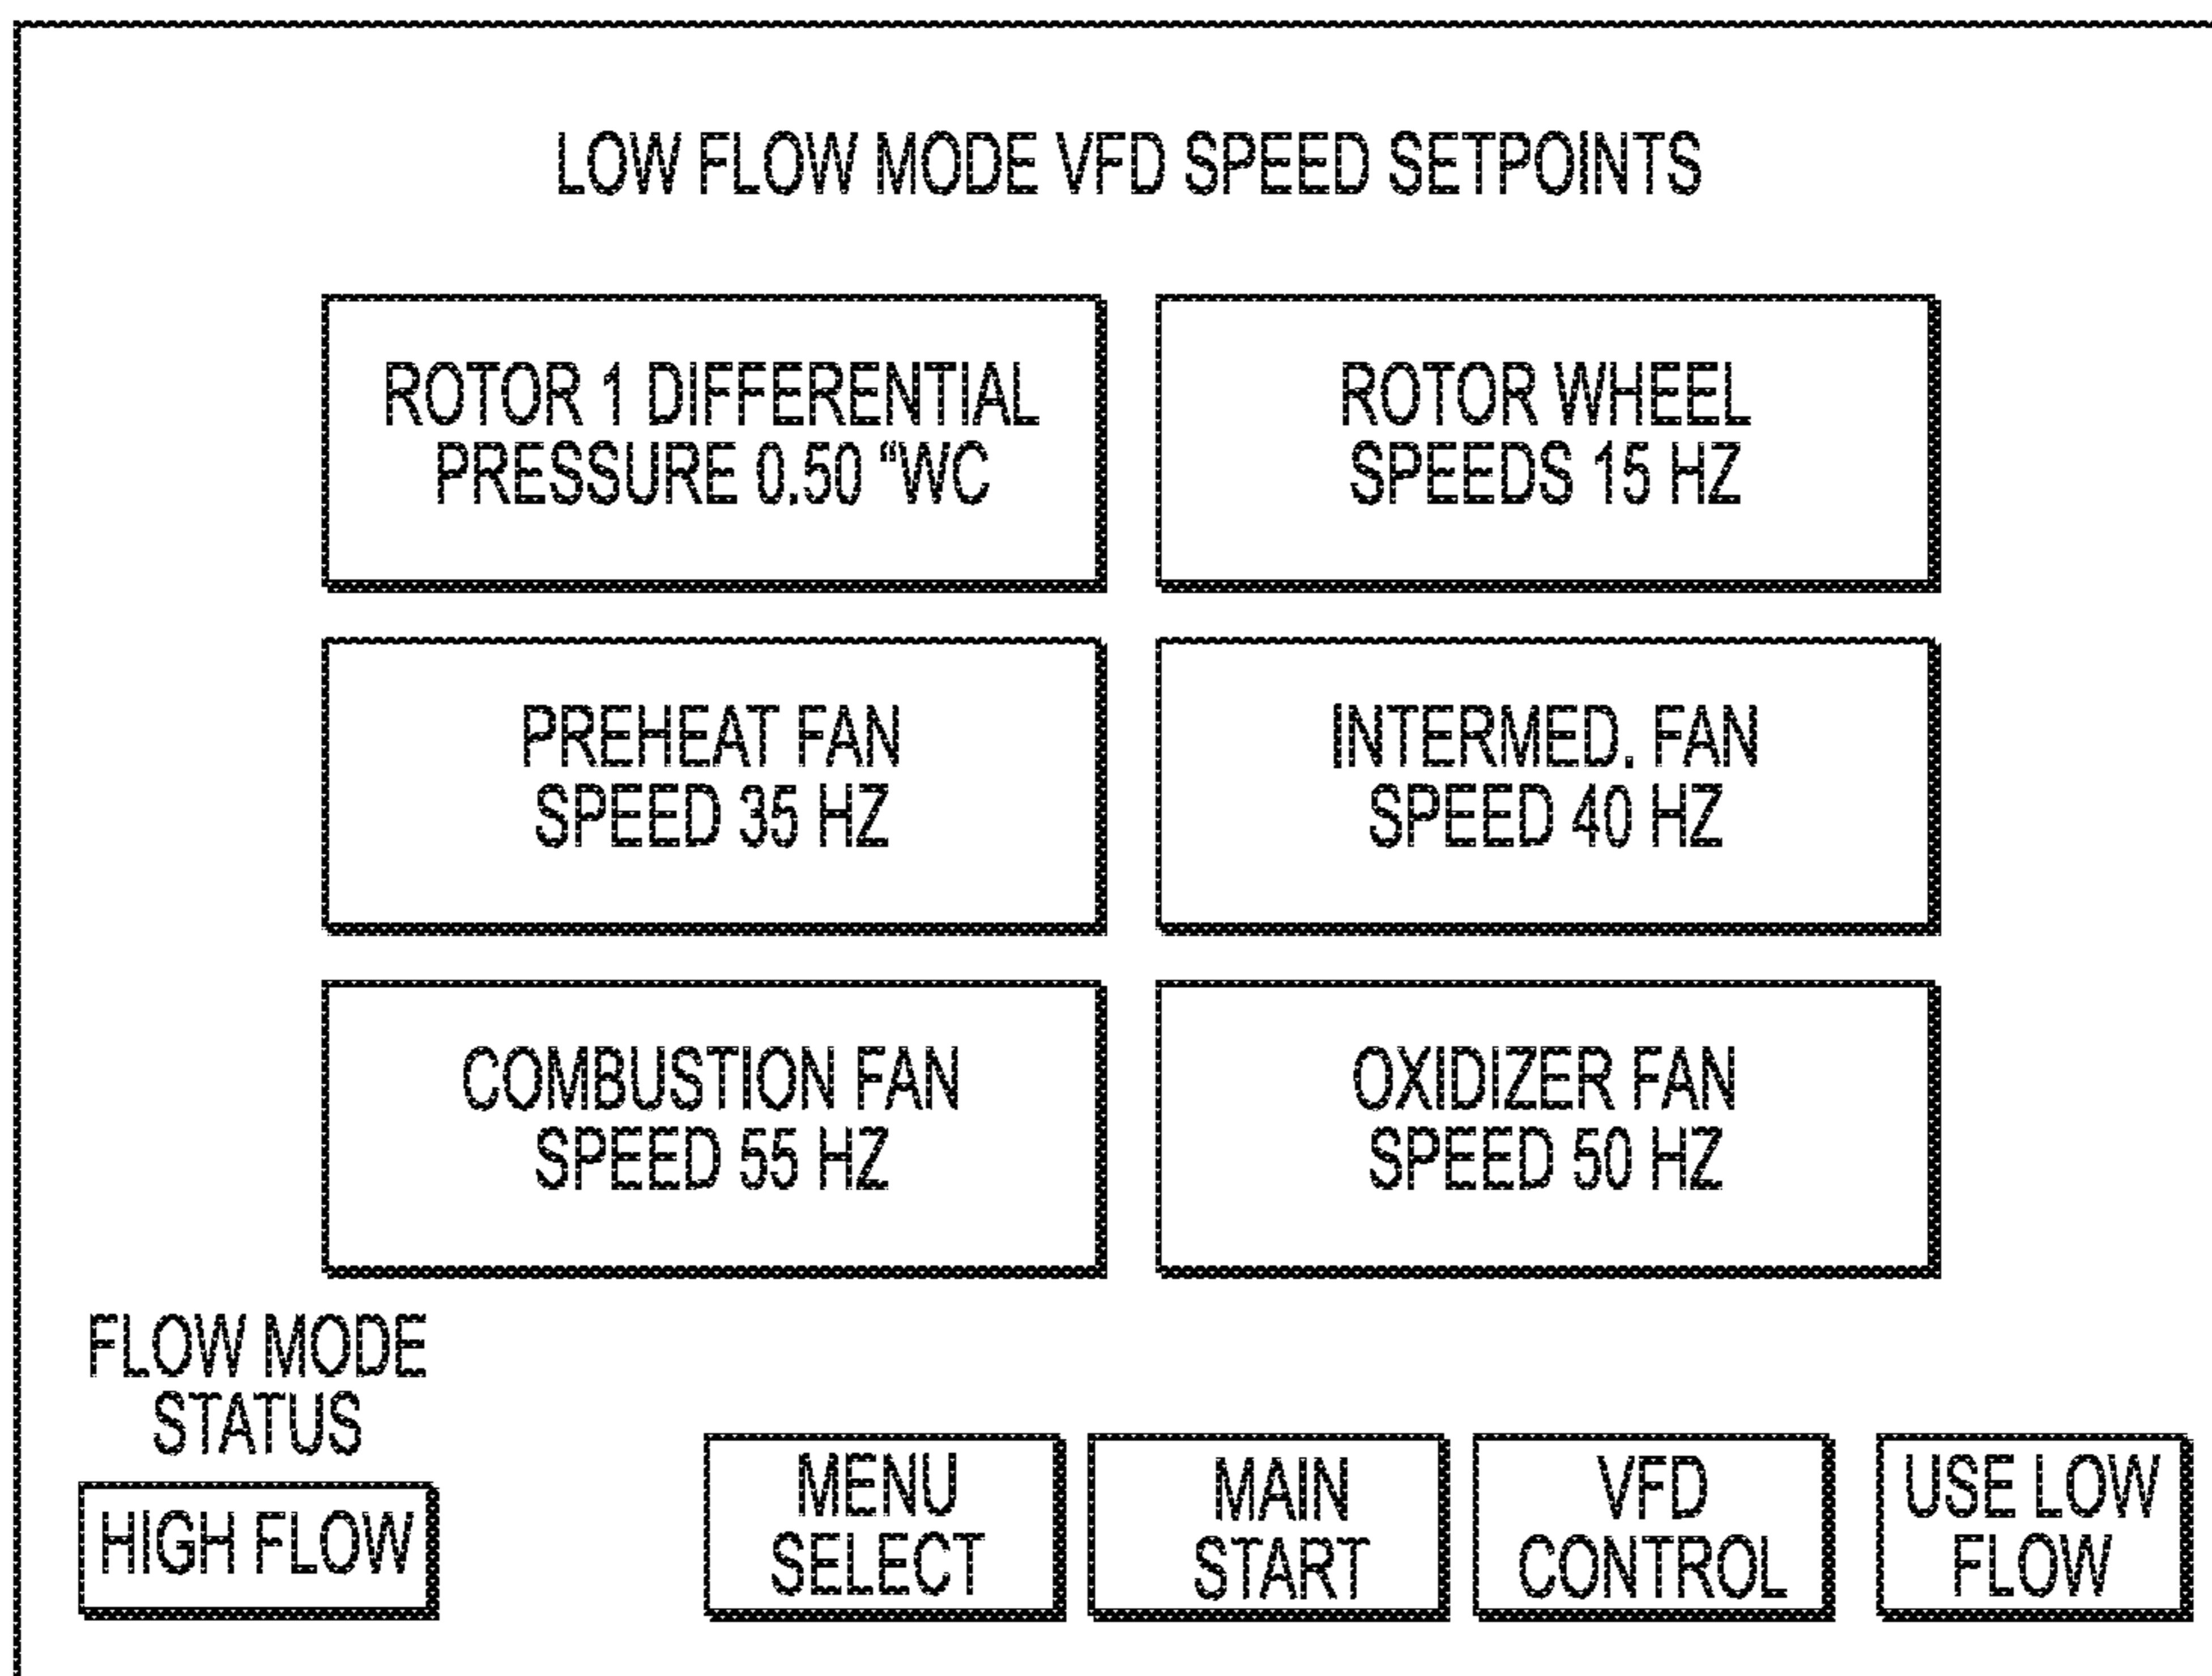 LOW FLOW MODE VFD SPEED SETPOINTS
ROTOR 1 DIFFERENTIAL
PRESSURE 0.50 “WC
ROTOR WHEEL
SPEEDS 15 HZ
PREHEAT FAN
SPEED 35 HZ
INTERMED. FAN
SPEED 40 HZ
COMBUSTION FAN
SPEED 55 HZ
OXIDIZER FAN
SPEED 50 HZ
FLOW MODE
STATUS
HIGH FLOW
MENU
SELECT
MAIN
START
VFD
CONTROL
USE LOW
FLOW